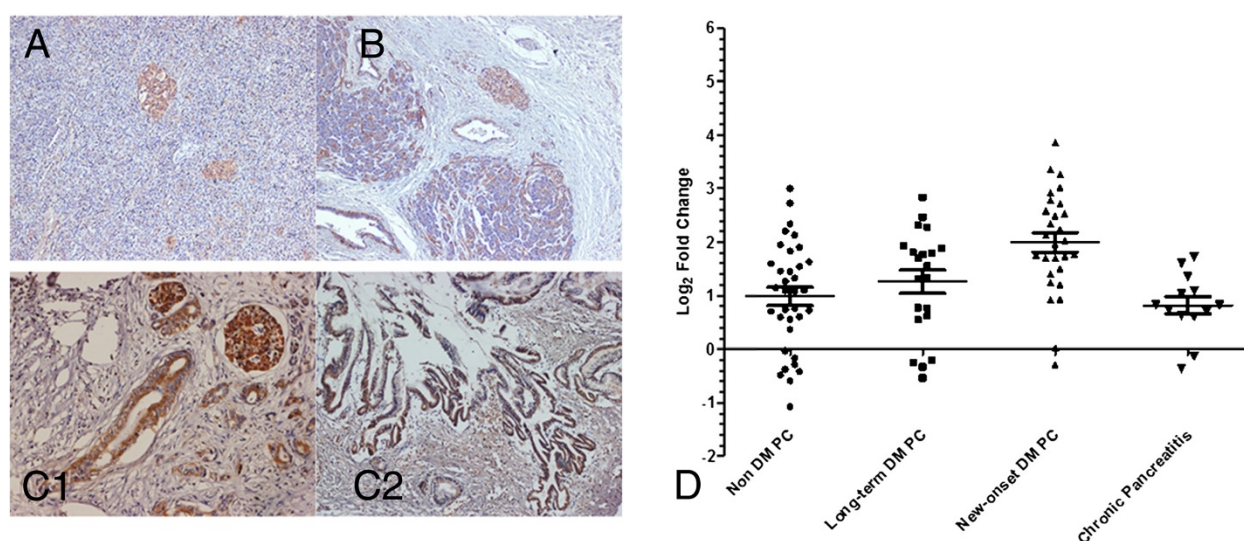 A
B
C1
C2
D
Log2 Fold Change
6
5
4
3
2
1
0
-1
-2
Non DM PC
Long-term DM PC
New-onset DM PC
Chronic Pancreatitis